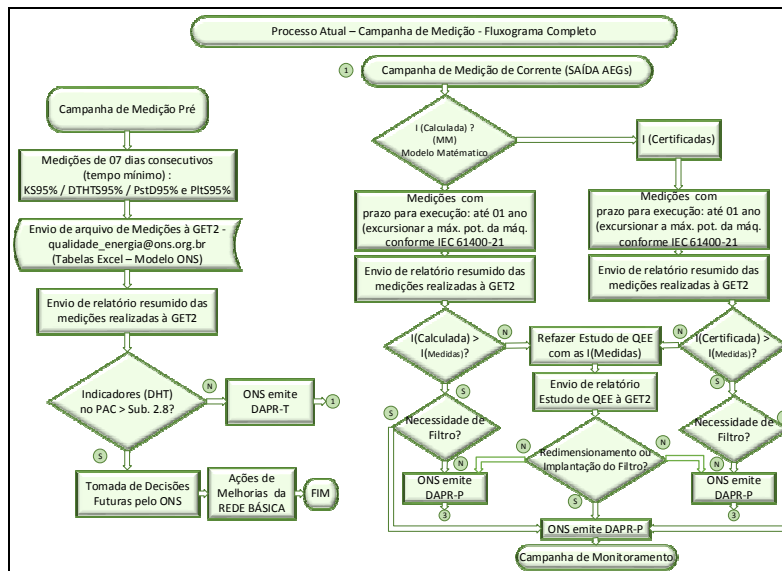 Processo Atual – Campanha de Medição - Fluxograma Completo
Campanha de Medição Pré
Medições de 07 dias consecutivos
(tempo mínimo) :
KS95% / DTHTS95% / PstD95% e PltS95%
Envio de arquivo de Medições à GET2 -
qualidade_energia@ons.org.br
(Tabelas Excel – Modelo ONS)
Envio de relatório resumido das
medições realizadas à GET2
Indicadores (DHT)
no PAC > Sub. 2.8?
N
ONS emite
DAPR-T
1
S
Tomada de Decisões
Futuras pelo ONS
Ações de
Melhorias da
REDE BÁSICA
FIM
1
Campanha de Medição de Corrente (SAÍDA AEGs)
I (Calculada) ?
(MM)
Modelo Matématico
I (Certificadas)
Medições com
prazo para execução: até 01 ano
(excursionar a máx. pot. da máq.
conforme IEC 61400-21
Medições com
prazo para execução: até 01 ano
(excursionar a máx. pot. da máq.
conforme IEC 61400-21
Envio de relatório resumido das
medições realizadas à GET2
Envio de relatório resumido das
medições realizadas à GET2
I(Calculada) >
I(Medidas)?
N
Refazer Estudo de QEE
com as I(Medidas)
N
I(Certificada) >
I(Medidas)?
S
S
Envio de relatório
Estudo de QEE à GET2
S
Necessidade de
Filtro?
N
Redimensionamento ou
Implantação do Filtro?
N
N
S
Necessidade de
Filtro?
N
ONS emite
DAPR-P
3
ONS emite
DAPR-P
3
ONS emite DAPR-P
Campanha de Monitoramento